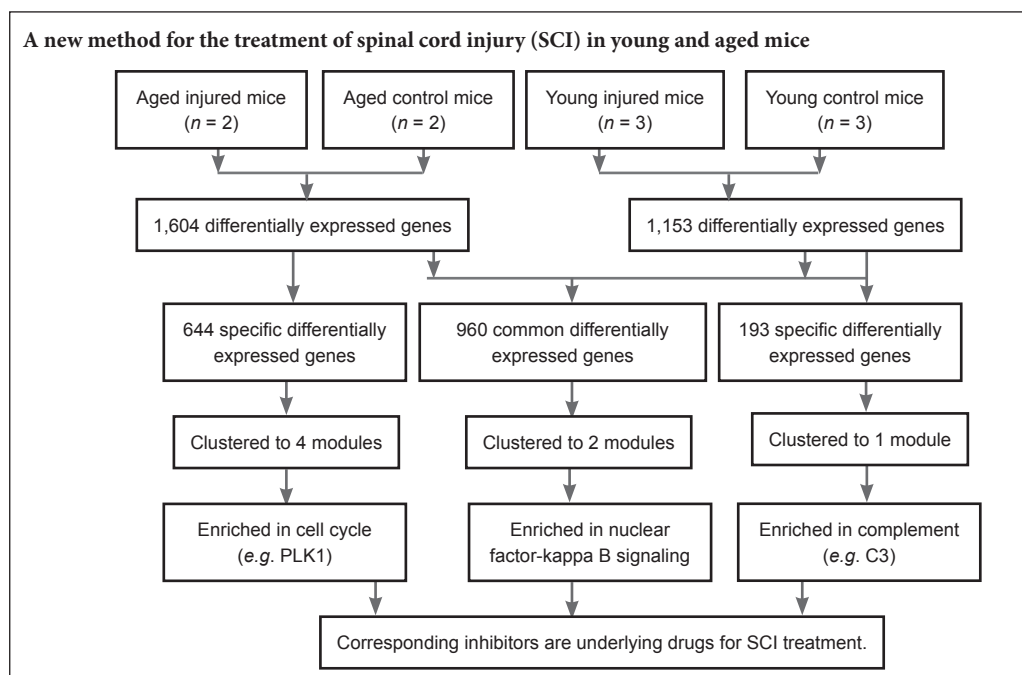 A new method for the treatment of spinal cord injury (SCI) in young and aged mice
Aged injured mice
(n = 2)
Aged control mice
(n = 2)
Young injured mice
(n = 3)
Young control mice
(n = 3)
1,604 differentially expressed genes
1,153 differentially expressed genes
644 specific differentially
expressed genes
960 common differentially
expressed genes
193 specific differentially
expressed genes
Clustered to 4 modules
Clustered to 2 modules
Clustered to 1 module
Enriched in cell cycle
(e.g. PLK1)
Enriched in nuclear
factor-kappa B signaling
Enriched in complement
(e.g. C3)
Corresponding inhibitors are underlying drugs for SCI treatment.